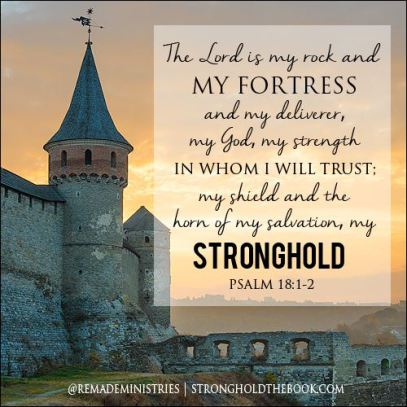 The Lord is my rock and
MY FORTRESS
and my deliverer,
my God, my strength
IN WHOM I WILL TRUST;
my shield and the
horn of my salvation, my
STRONGHOLD
PSALM 18:1-2
@REMADEMINISTRIES | STRONGHOLDTHEBOOK.COM